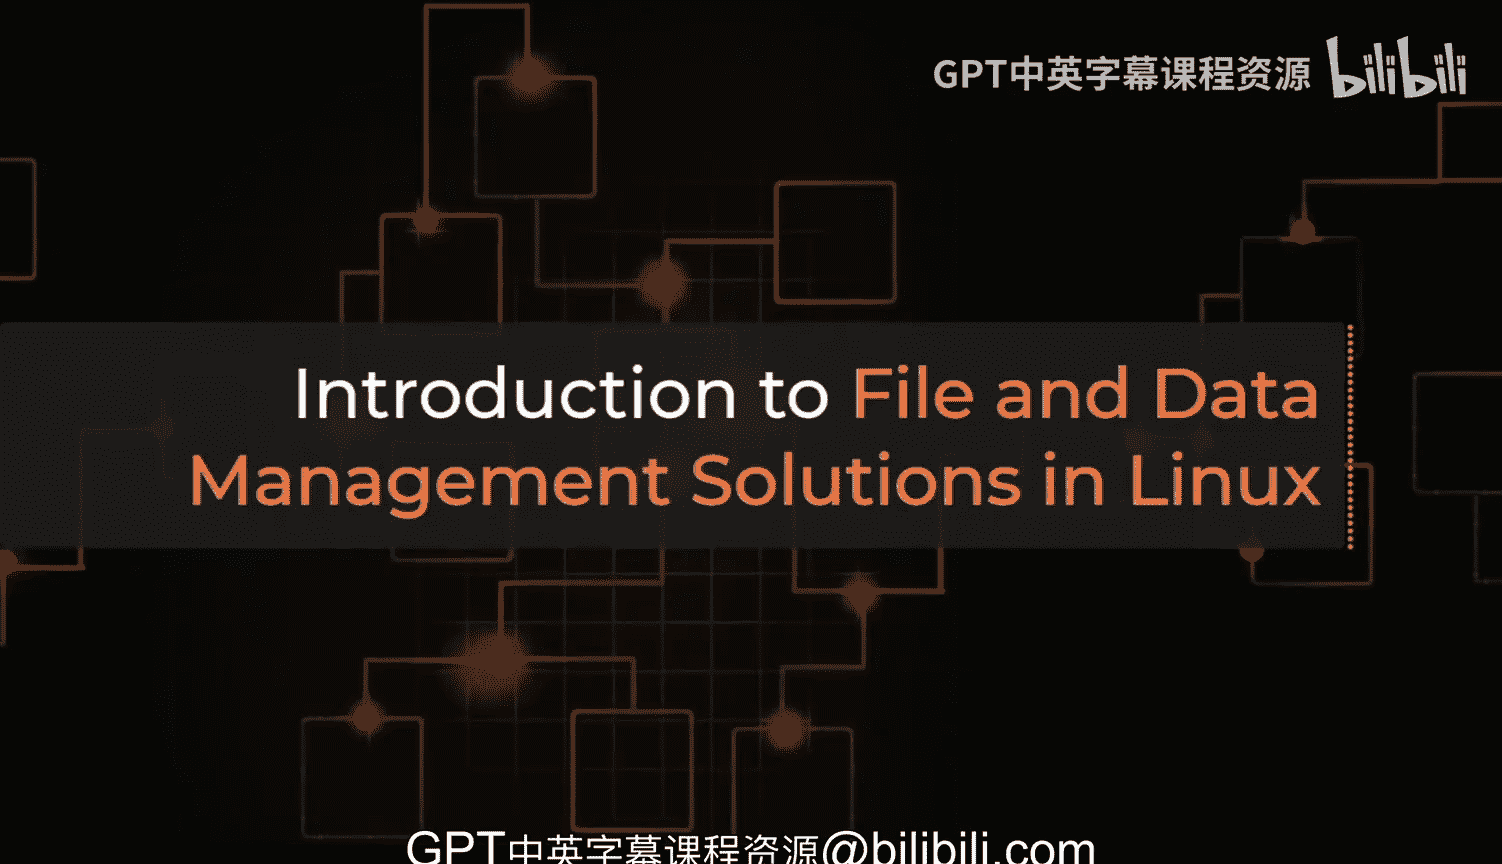 GPT中英字幕课程资源 bilibili
Introduction to File and Data
Management Solutions in Linux
GPT中英字幕课程资源@bilibili.com